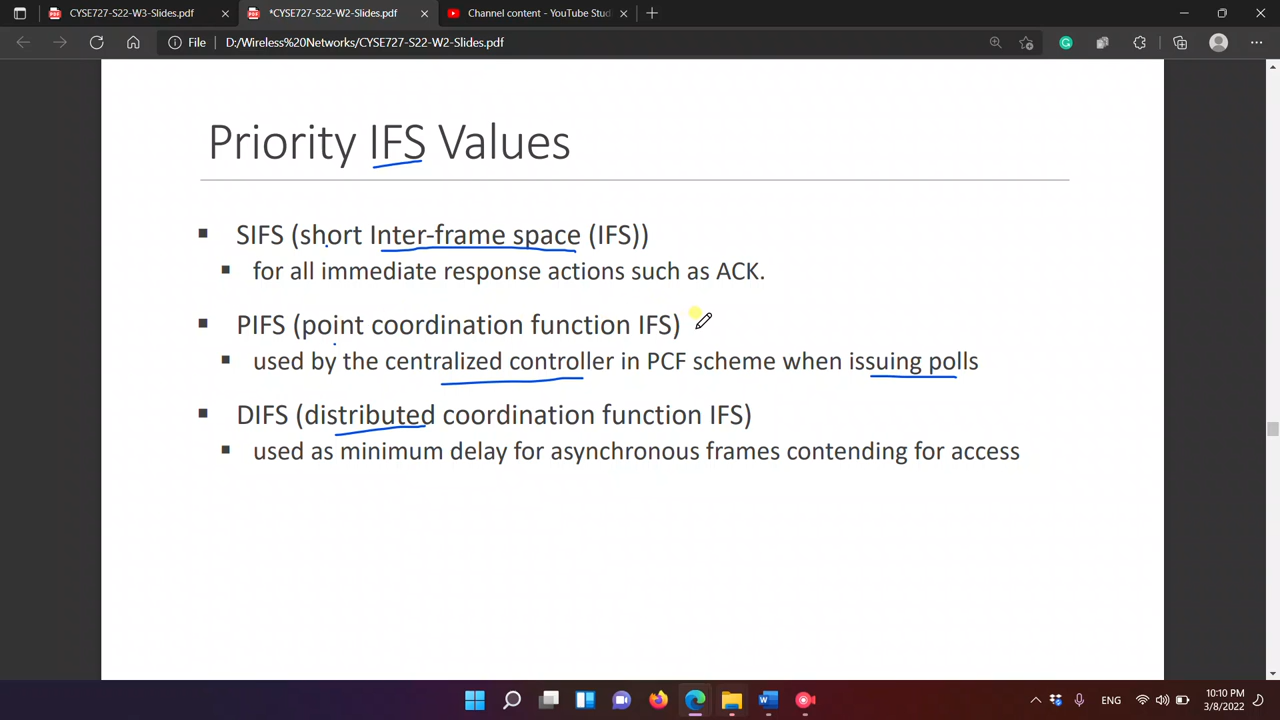 CYSE727-S22-W3-Slides.pdf
*CYSE727-S22-W2-Slides.pdf
Channel content - YouTube Stud
File
D:/Wireless%20Networks/CYSE727-S22-W2-Slides.pdf
Priority IFS Values
SIFS (short Inter-frame space (IFS))
for all immediate response actions such as ACK.
PIFS (point coordination function IFS)
used by the centralized controller in PCF scheme when issuing polls
DIFS (distributed coordination function IFS)
used as minimum delay for asynchronous frames contending for access
ENG
10:10 PM
3/8/2022